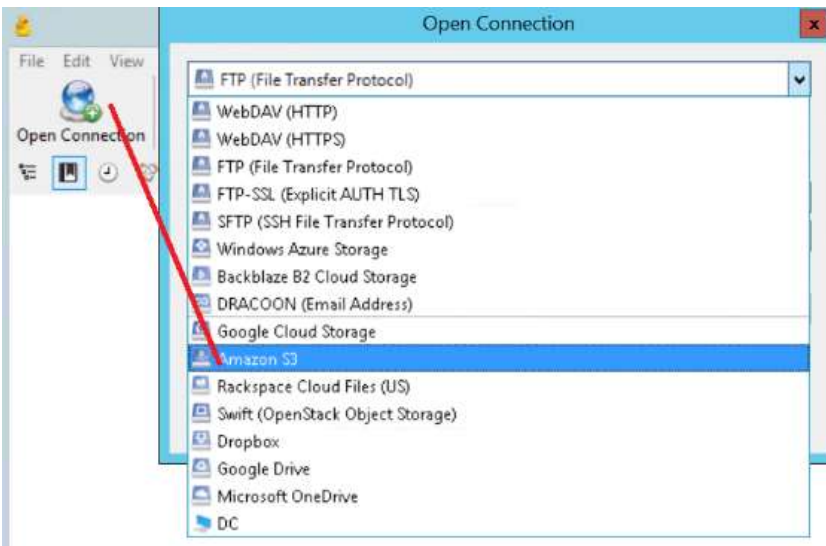 Open Connection
x
File Edit View
Open Connection
FTP (File Transfer Protocol)
WebDAV (HTTP)
WebDAV (HTTPS)
FTP (File Transfer Protocol)
FTP-SSL (Explicit AUTH TLS)
SFTP (SSH File Transfer Protocol)
Windows Azure Storage
Backblaze B2 Cloud Storage
DRACOON (Email Address)
Google Cloud Storage
Amazon S3
Rackspace Cloud Files (US)
Swift (OpenStack Object Storage)
Dropbox
Google Drive
Microsoft OneDrive
DC